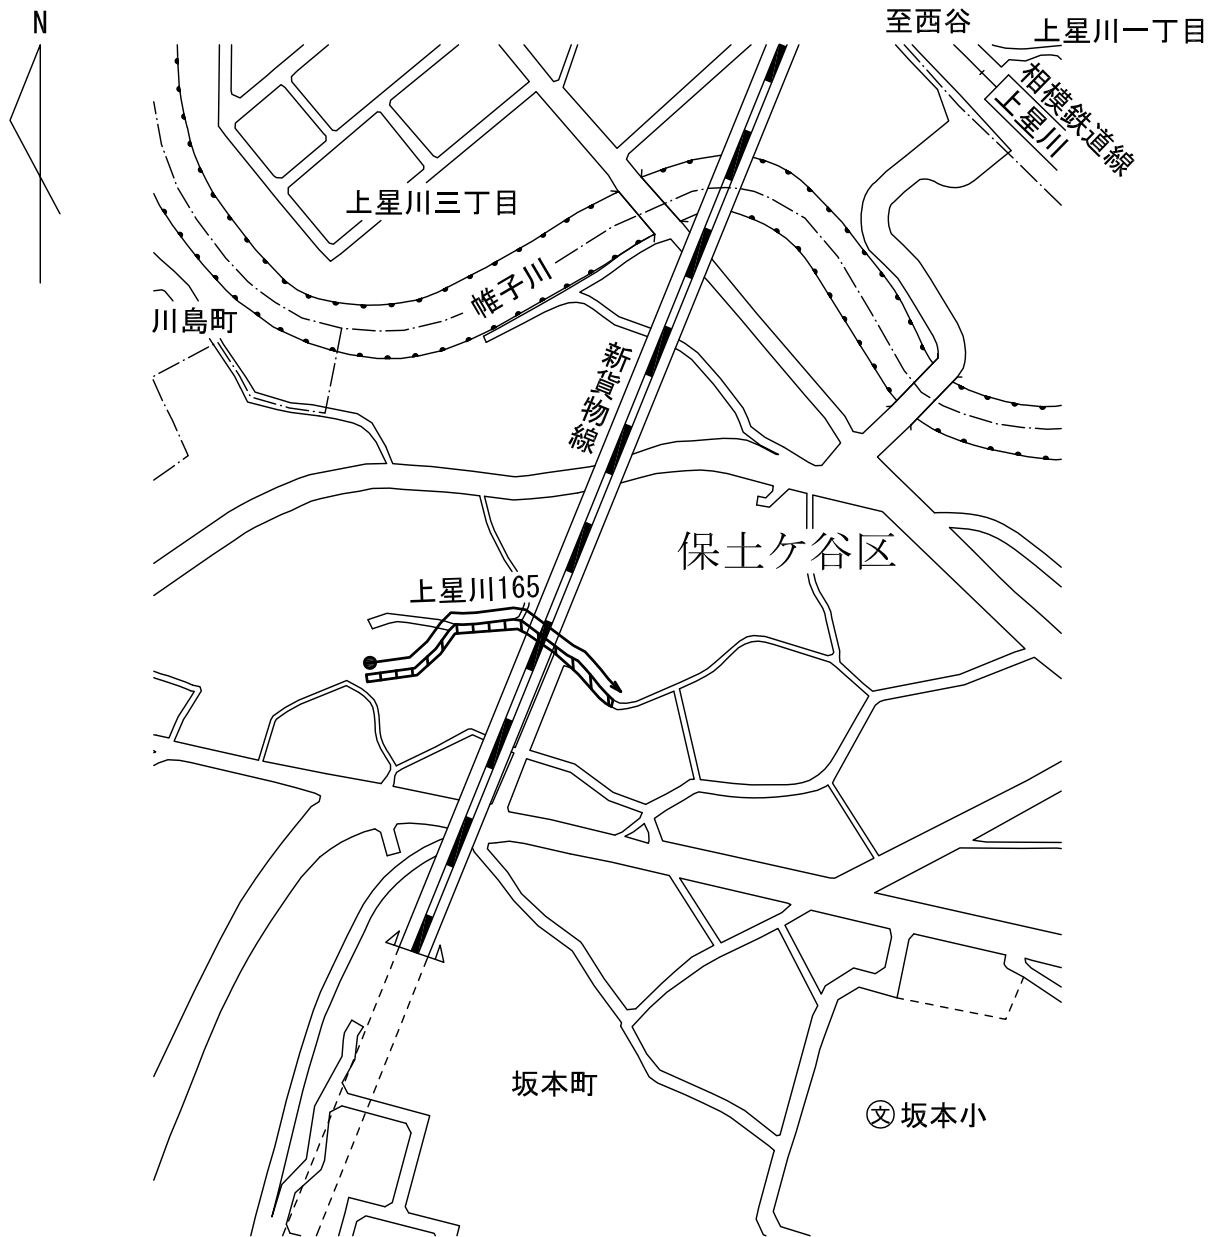 N
至西谷
上星川一丁目
相模鉄道線
上星川
上星川三丁目
帷子川
川島町
新貨物線
保土ケ谷区
上星川165
坂本町
文坂本小